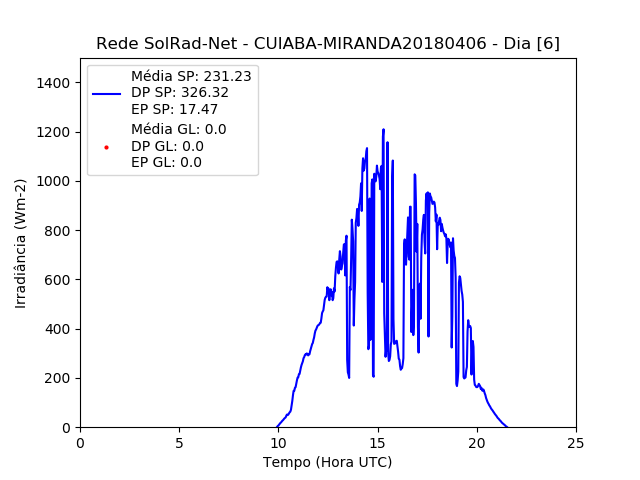 Rede SolRad-Net - CUIABA-MIRANDA20180406 - Dia [6]
Média SP: 231.23
DP SP: 326.32
EP SP: 17.47
Média GL: 0.0
DP GL: 0.0
EP GL: 0.0
Irradiância (Wm-2)
1400
1200
1000
800
600
400
200
0
0 5 10 15 20 25
Tempo (Hora UTC)